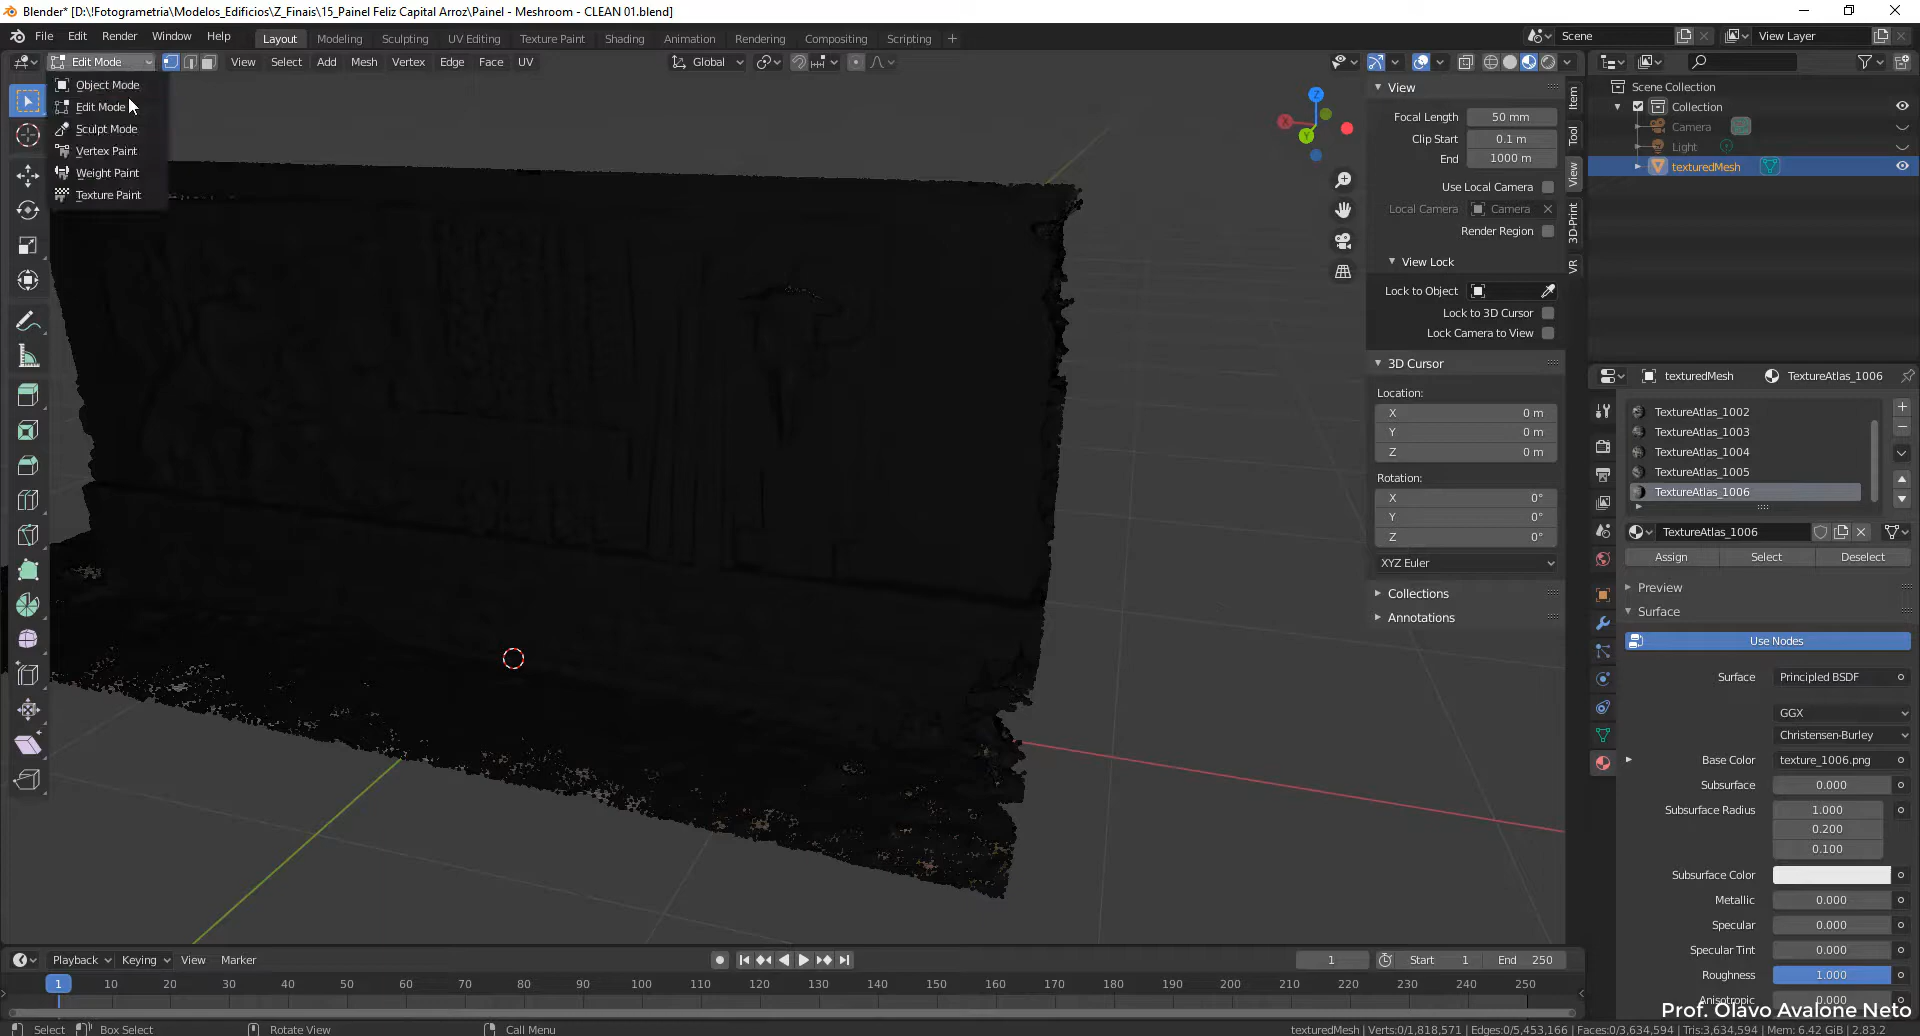 Blender* [D:\!Fotogrametria\Modelos_Edificios\Z_Finais\15_Painel Feliz Capital Arroz\Painel - Meshroom - CLEAN 01.blend]
File Edit Render Window Help Layout Modeling Sculpting UV Editing Texture Paint Shading Animation Rendering Compositing Scripting + Scene View Layer
Edit Mode View Select Add Mesh Vertex Edge Face UV Global
Object Mode
Edit Mode
Sculpt Mode
Vertex Paint
Weight Paint
Texture Paint
Z
X
Y
View
Focal Length 50 mm
Clip Start 0.1 m
End 1000 m
Use Local Camera
Local Camera Camera
Render Region
View Lock
Lock to Object
Lock to 3D Cursor
Lock Camera to View
3D Cursor
Location:
X 0 m
Y 0 m
Z 0 m
Rotation:
X 0°
Y 0°
Z 0°
XYZ Euler
Collections
Annotations
Item
Tool
View
3D-Print
VR
Scene Collection
Collection
Camera
Light
texturedMesh
texturedMesh TextureAtlas_1006
TextureAtlas_1002
TextureAtlas_1003
TextureAtlas_1004
TextureAtlas_1005
TextureAtlas_1006
TextureAtlas_1006
Assign Select Deselect
Preview
Surface
Use Nodes
Surface Principled BSDF
GGX
Christensen-Burley
Base Color texture_1006.png
Subsurface 0.000
Subsurface Radius 1.000
0.200
0.100
Subsurface Color
Metallic 0.000
Specular 0.000
Specular Tint 0.000
Roughness 1.000
Anisotropic 0.000
Prof. Olavo Avalone Neto
Playback Keying View Marker 1 Start 1 End 250
1 10 20 30 40 50 60 70 80 90 100 110 120 130 140 150 160 170 180 190 200 210 220 230 240 250
Select Box Select Rotate View Call Menu texturedMesh | Verts:0/1,818,571 | Edges:0/5,453,166 | Faces:0/3,634,594 | Tris:3,634,594 | Mem: 6.42 GiB | 2.83.2